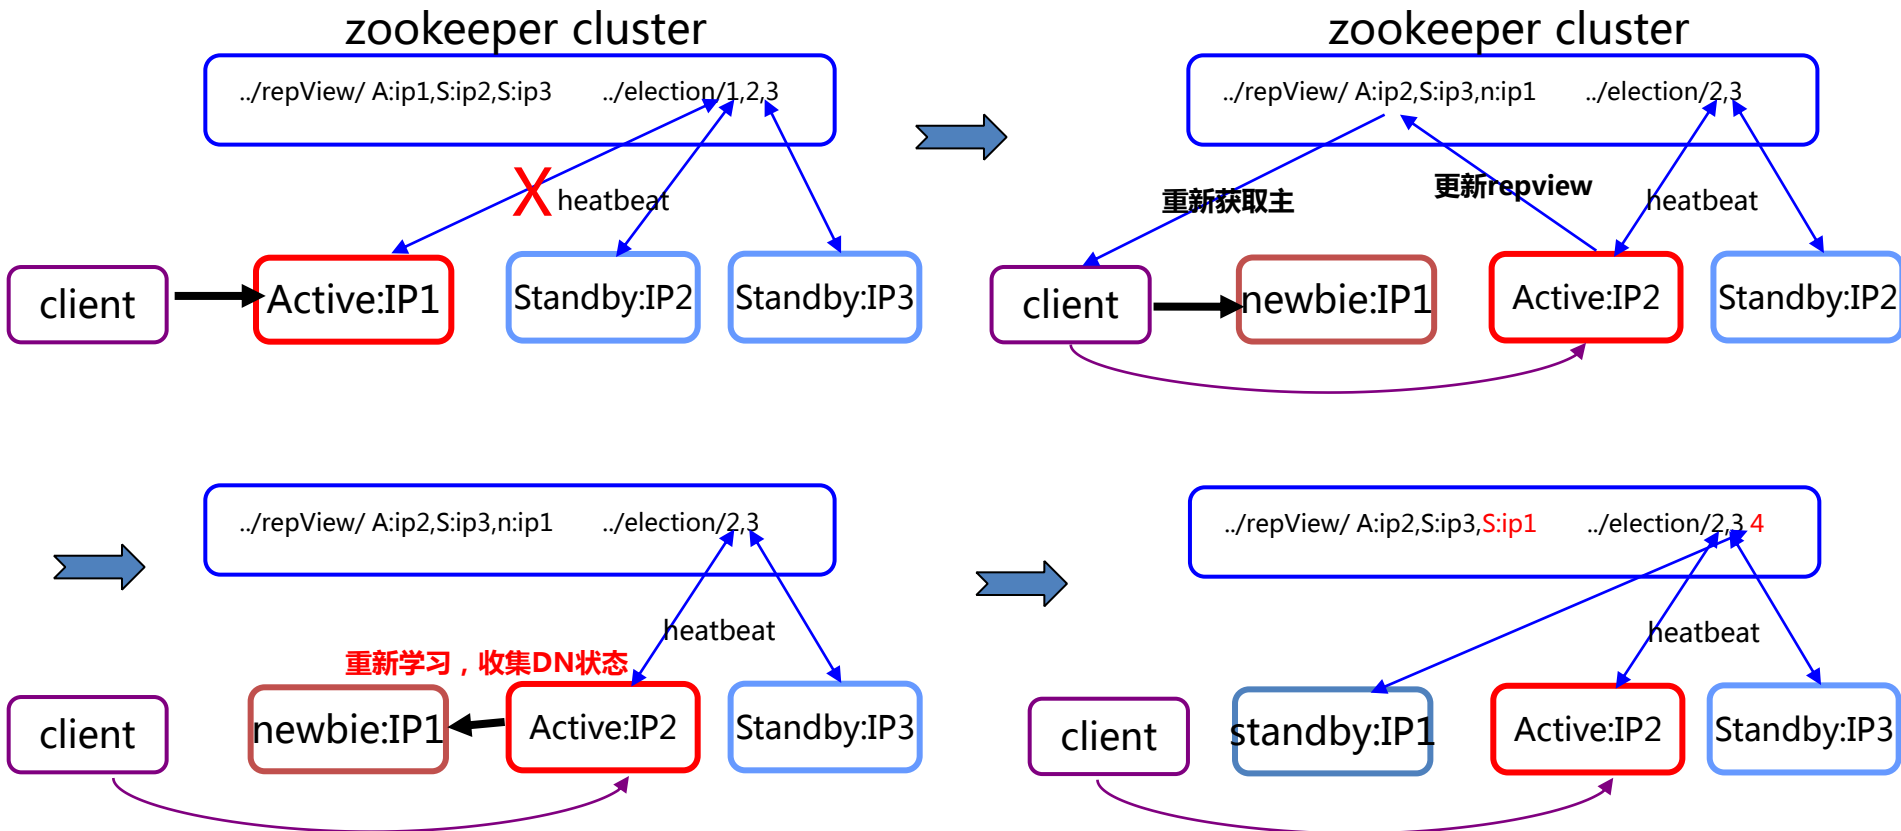 zookeeper cluster
../repView/ A:ip1,S:ip2,S:ip3 ../election/1,2,3
X heatbeat
client
Active:IP1
Standby:IP2
Standby:IP3
zookeeper cluster
../repView/ A:ip2,S:ip3,n:ip1 ../election/2,3
重新获取主
更新repview
heatbeat
client
newbie:IP1
Active:IP2
Standby:IP2
../repView/ A:ip2,S:ip3,n:ip1 ../election/2,3
heatbeat
重新学习，收集DN状态
client
newbie:IP1
Active:IP2
Standby:IP3
../repView/ A:ip2,S:ip3,S:ip1 ../election/2,3 4
heatbeat
client
standby:IP1
Active:IP2
Standby:IP3